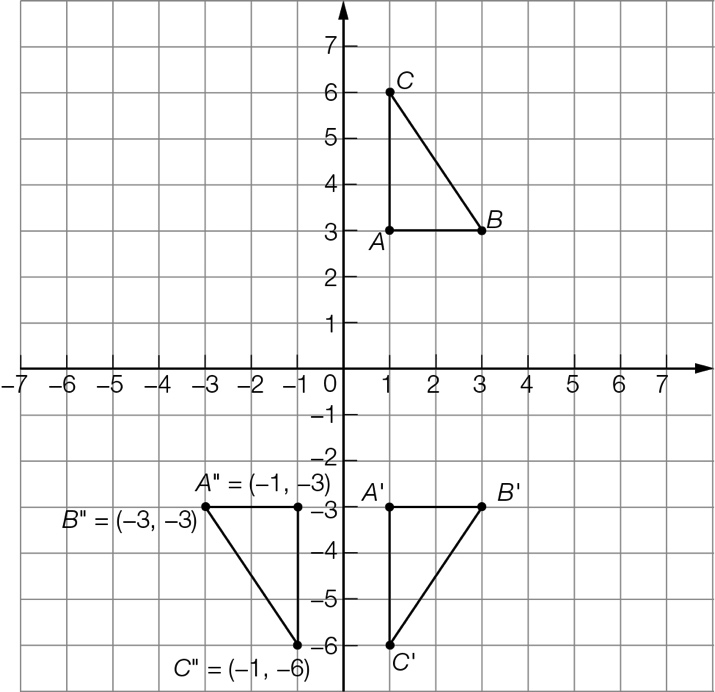 7
C
6
5
4
B
3
A
2
1
–7 –6 –5 –4 –3 –2 –1 0 1 2 3 4 5 6 7
–1
–2
A" = (–1, –3) A' B'
–3
B" = (–3, –3)
–4
–5
–6
C" = (–1, –6) C'